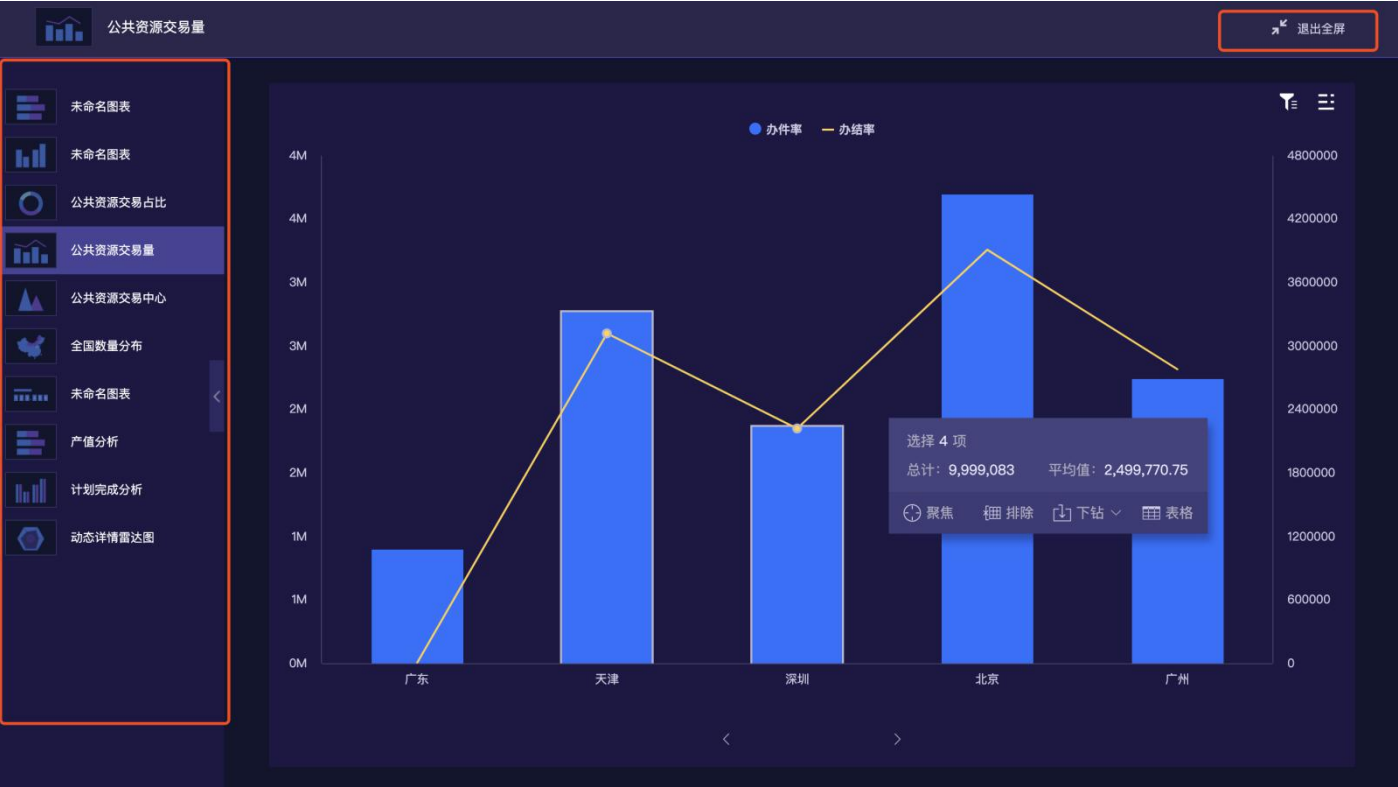 公共资源交易量
退出全屏
未命名图表
未命名图表
公共资源交易占比
公共资源交易量
公共资源交易中心
全国数量分布
未命名图表
产值分析
计划完成分析
动态详情雷达图
办件率 办结率
4M
4M
3M
3M
2M
2M
1M
1M
0M
4800000
4200000
3600000
3000000
2400000
1800000
1200000
600000
0
选择 4 项
总计: 9,999,083 平均值: 2,499,770.75
聚焦 排除 下钻 表格
广东 天津 深圳 北京 广州